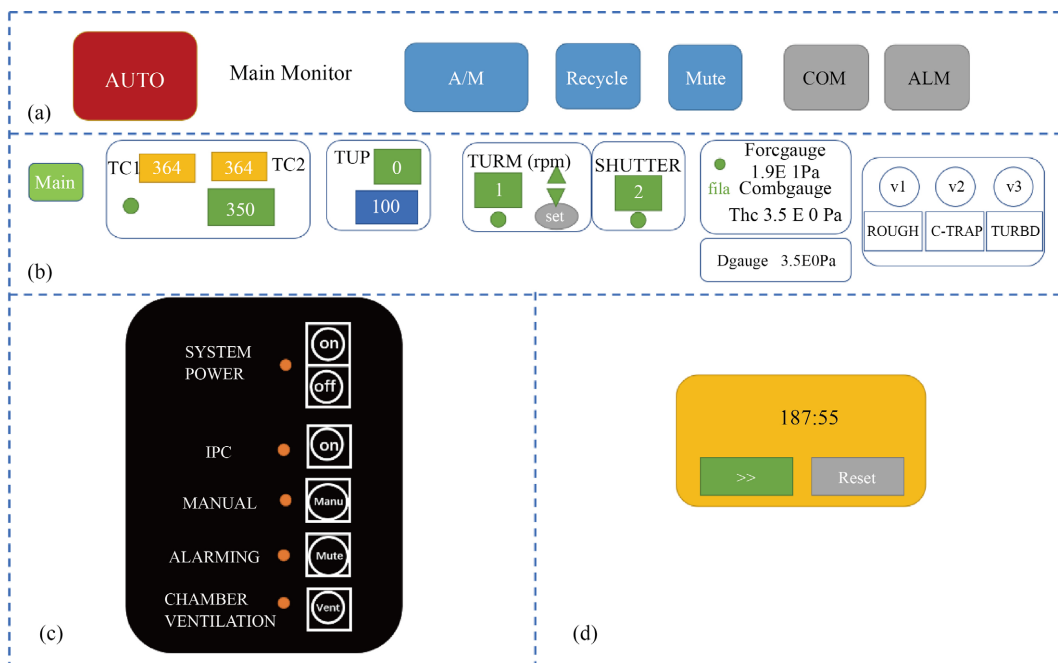 AUTO
Main Monitor
A/M
Recycle
Mute
COM
ALM
(a)
Main
TC1
364
364
TC2
350
TUP
0
100
TURM (rpm)
1
set
SHUTTER
2
Forcgauge
1.9E 1Pa
fila Combgauge
Thc 3.5 E 0 Pa
Dgauge 3.5E0Pa
v1
v2
v3
ROUGH
C-TRAP
TURBD
(b)
SYSTEM
POWER
on
off
IPC
on
MANUAL
Manu
ALARMING
Mute
CHAMBER
VENTILATION
Vent
(c)
187:55
>>
Reset
(d)